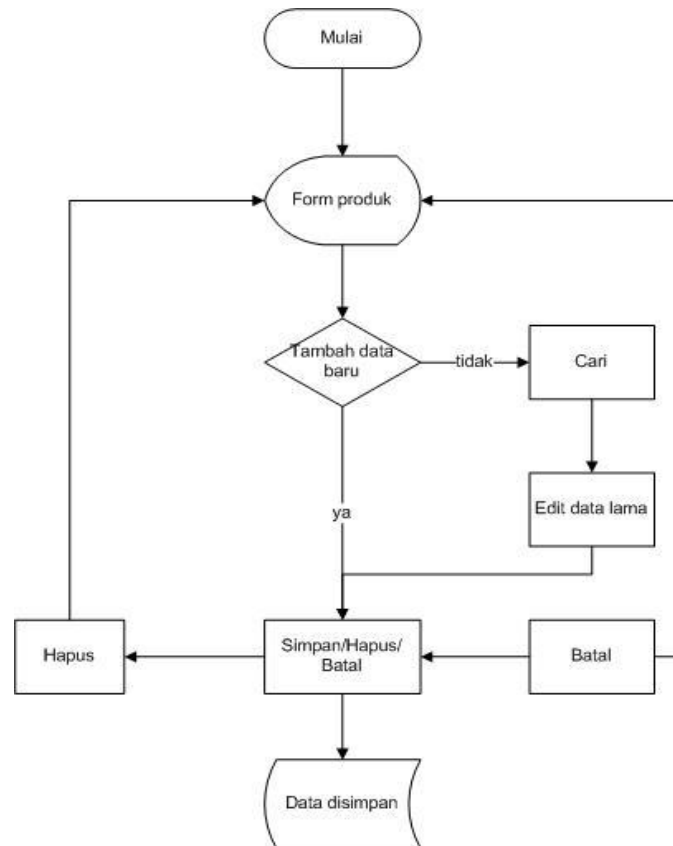 Mulai
Form produk
Tambah data
baru
tidak
Cari
ya
Edit data lama
Hapus
Simpan/Hapus/
Batal
Batal
Data disimpan